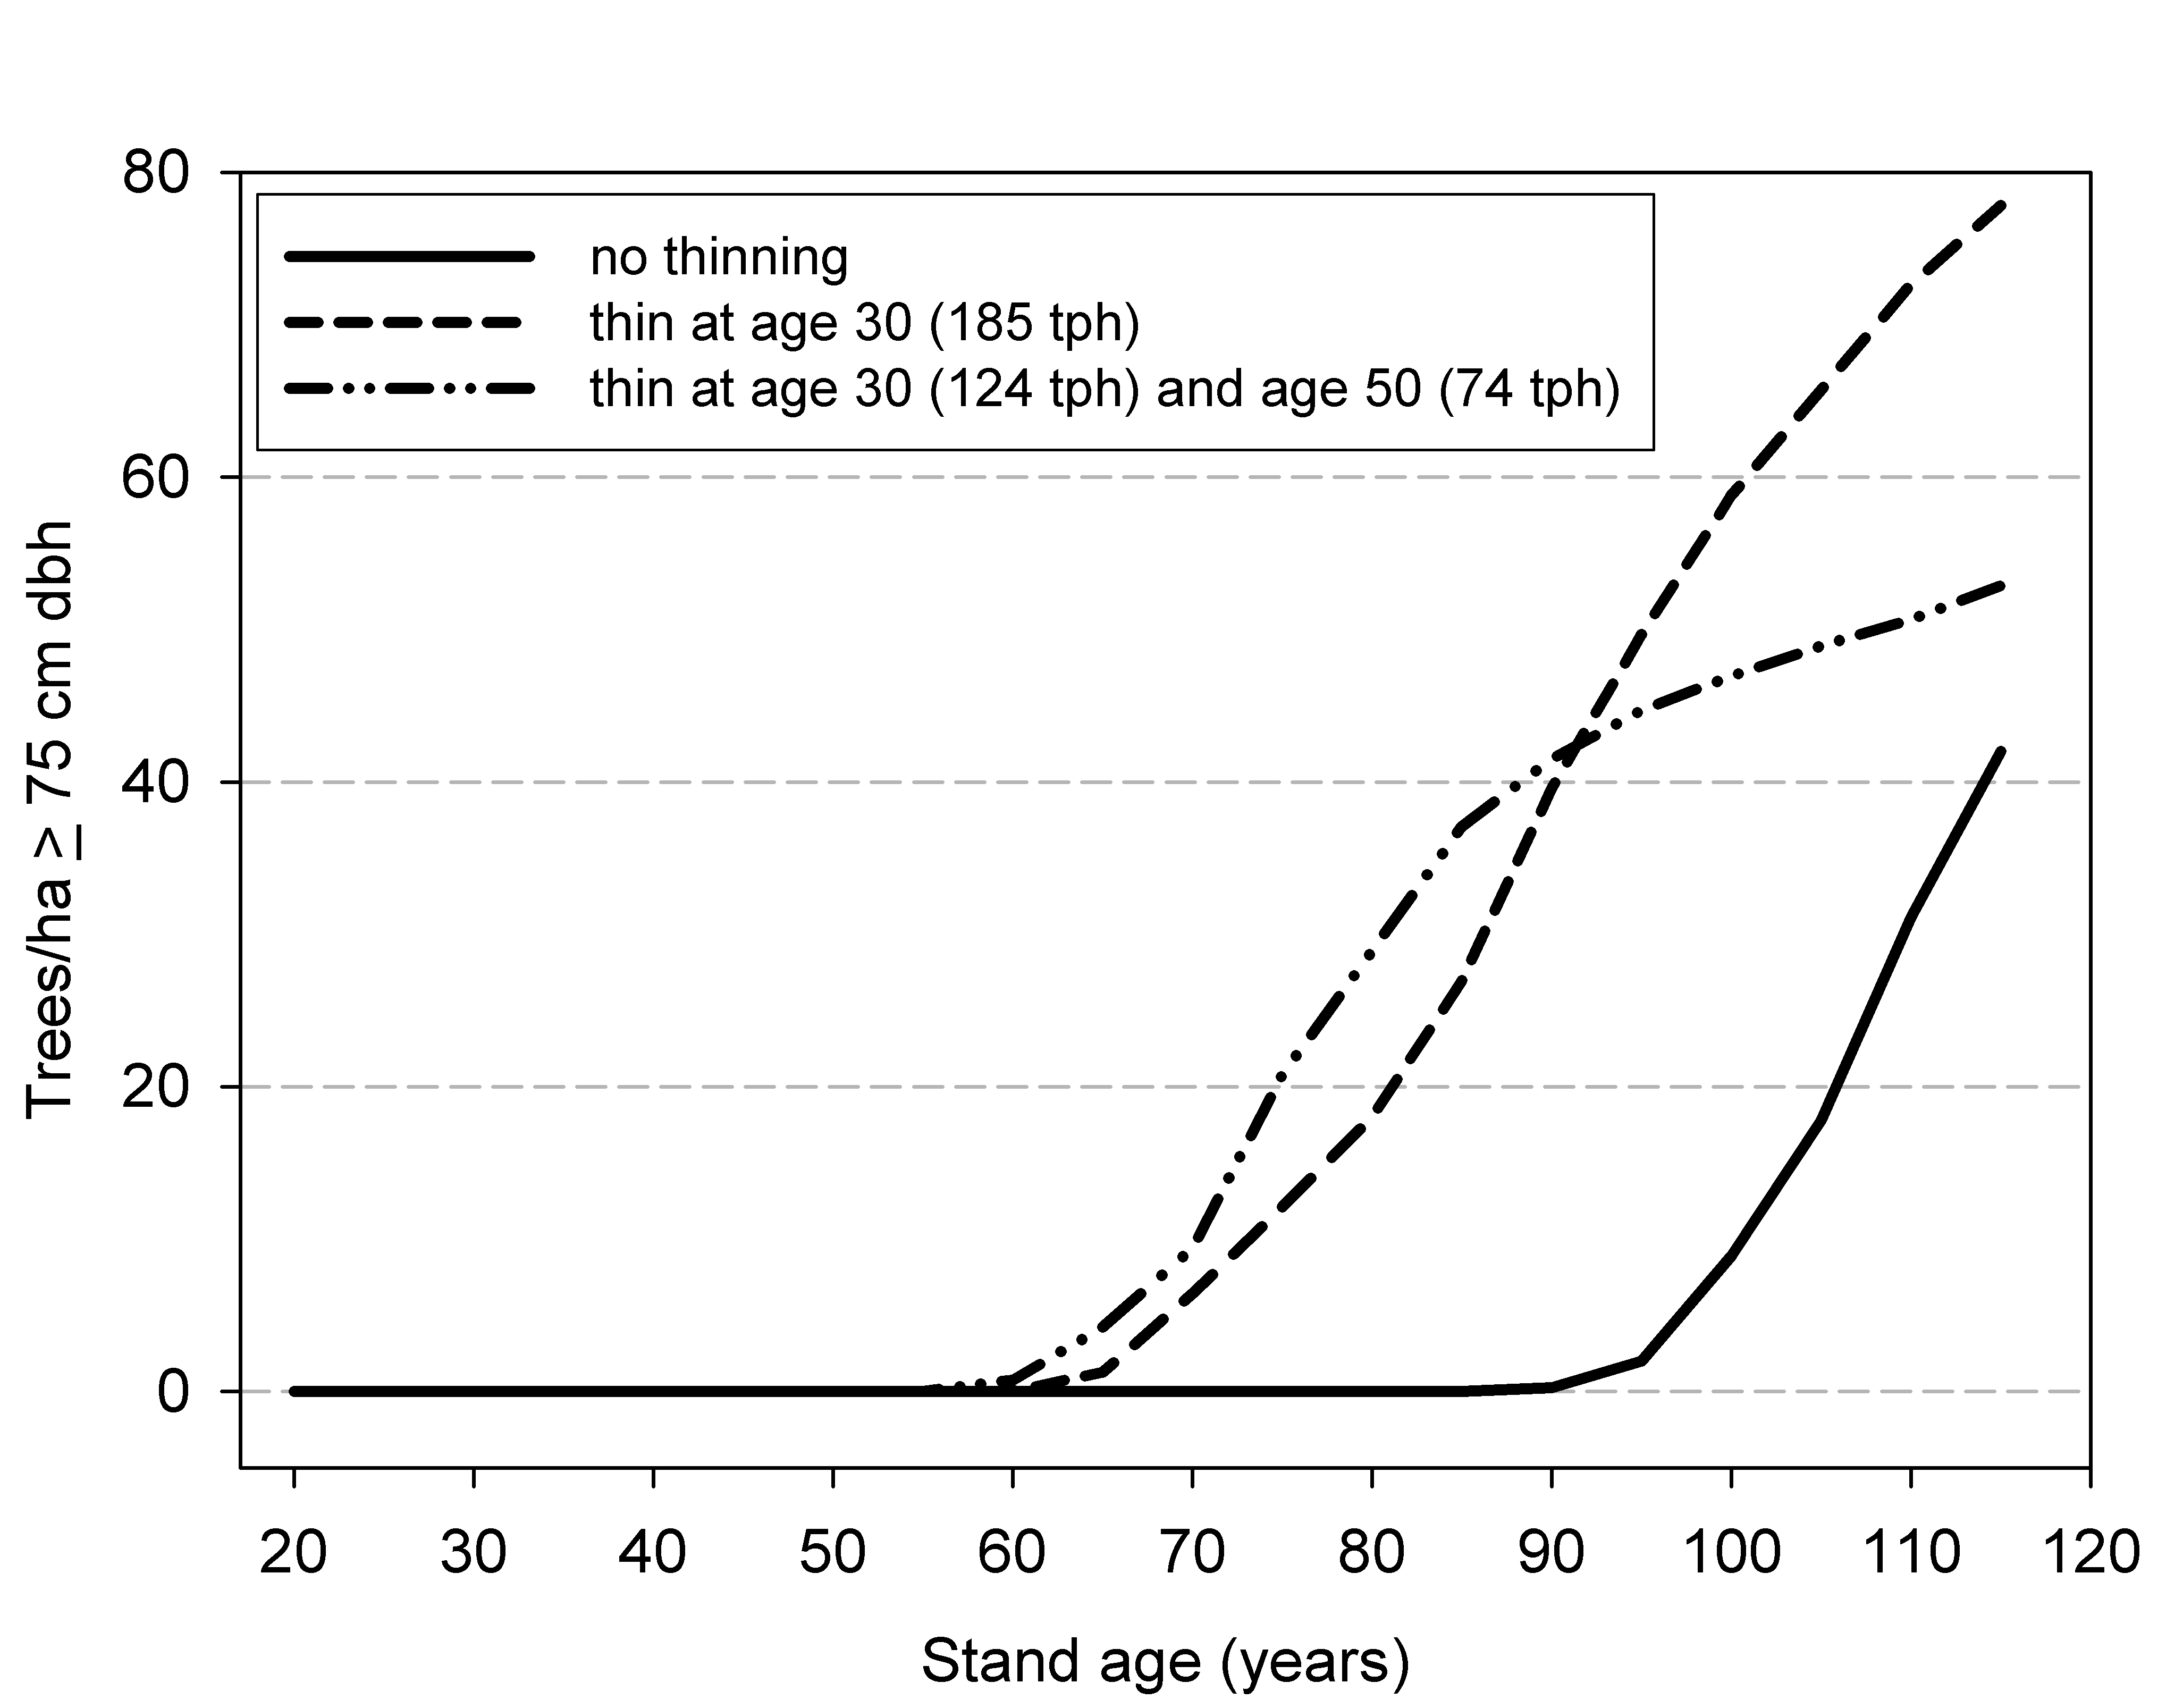 80
60
40
20
0
Trees/ha ≥ 75 cm dbh
no thinning
thin at age 30 (185 tph)
thin at age 30 (124 tph) and age 50 (74 tph)
20 30 40 50 60 70 80 90 100 110 120
Stand age (years)